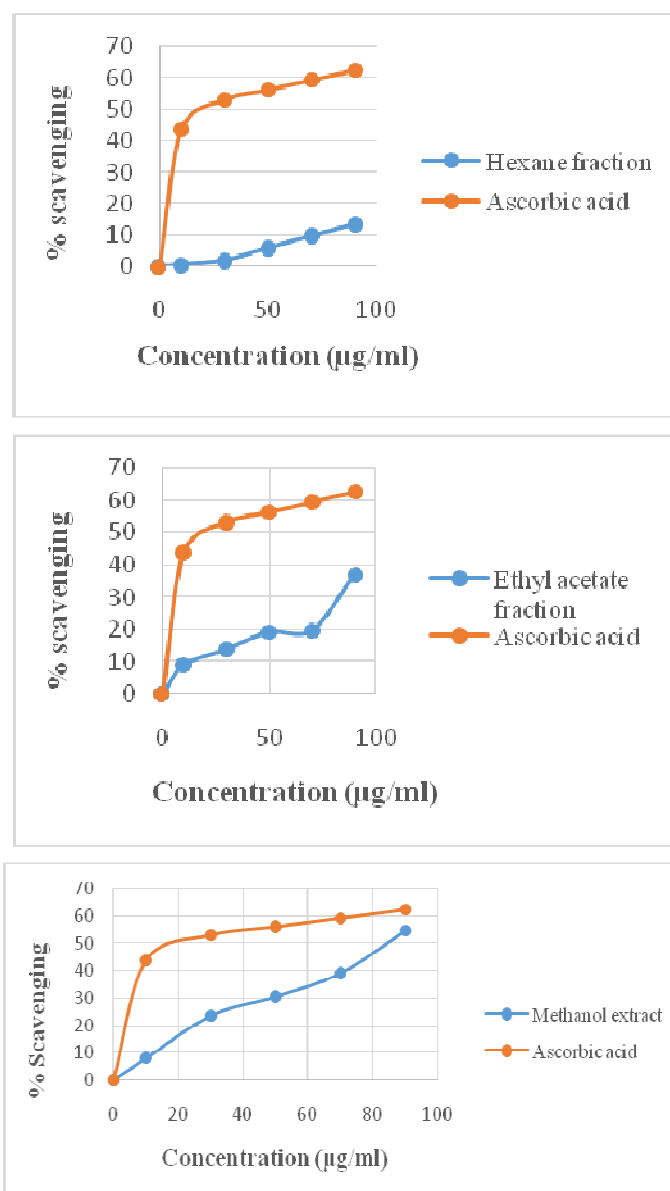 70
60
50
40
30
20
10
0
% scavenging
0 50 100
Concentration (µg/ml)
Hexane fraction
Ascorbic acid
70
60
50
40
30
20
10
0
% scavenging
0 50 100
Concentration (µg/ml)
Ethyl acetate
fraction
Ascorbic acid
70
60
50
40
30
20
10
0
% Scavenging
0 20 40 60 80 100
Concentration (µg/ml)
Methanol extract
Ascorbic acid